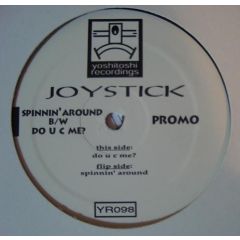 yoshitoshi
recordings
JOYSTICK
SPINNIN' AROUND
B/W
DO U C ME?
PROMO
this side:
do u c me?
flip side:
spinnin' around
YR098